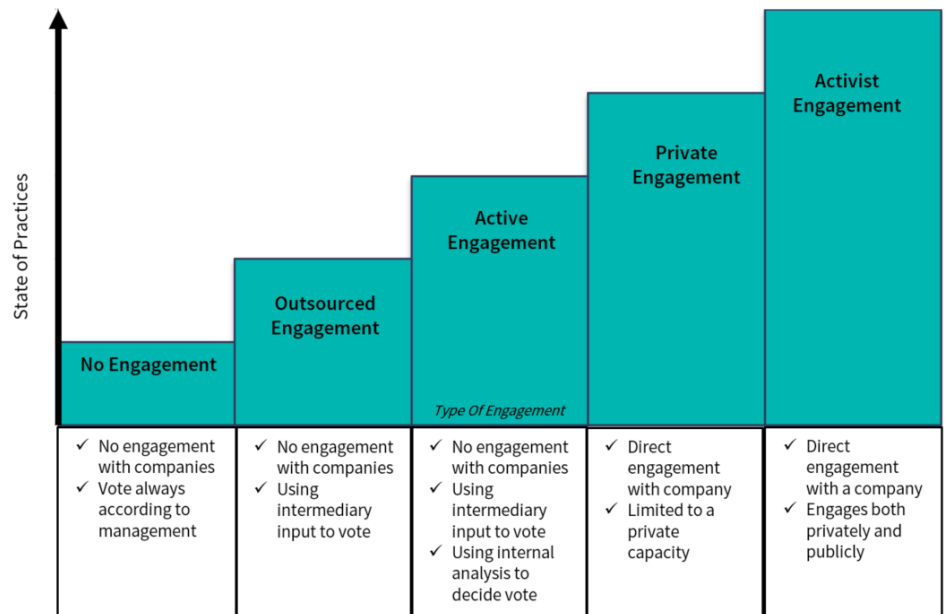 State of Practices
No Engagement
Outsourced
Engagement
Active
Engagement
Private
Engagement
Activist
Engagement
Type Of Engagement
✓ No engagement
with companies
✓ Vote always
according to
management
✓ No engagement
with companies
✓ Using
intermediary
input to vote
✓ No engagement
with companies
✓ Using
intermediary
input to vote
✓ Using internal
analysis to
decide vote
✓ Direct
engagement
with company
✓ Limited to a
private
capacity
✓ Direct
engagement
with a company
✓ Engages both
privately and
publicly